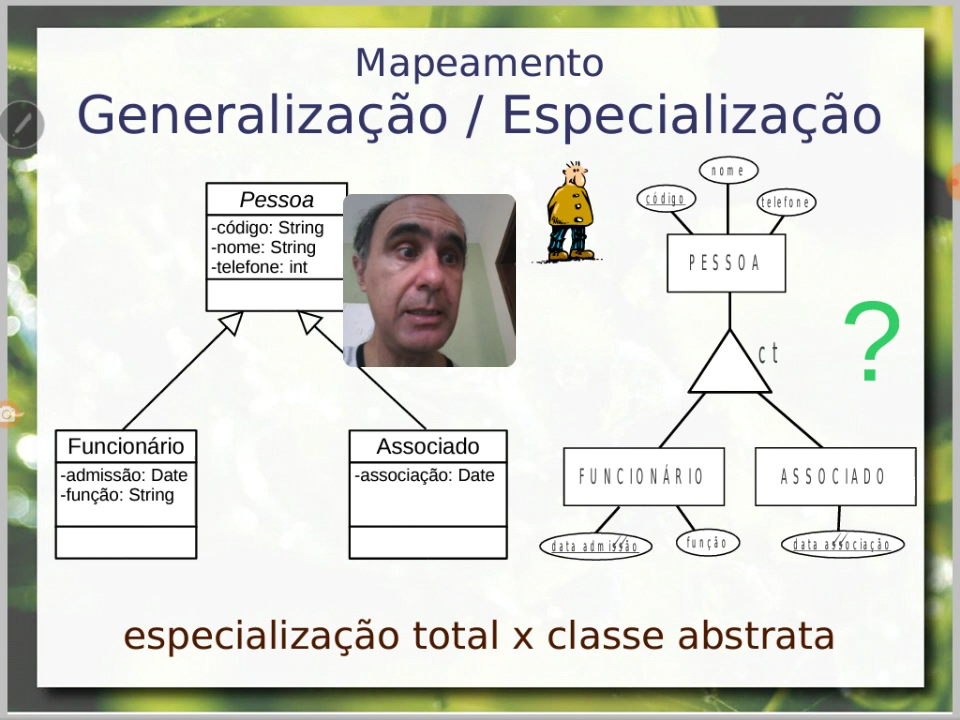 Mapeamento
Generalização / Especialização
Pessoa
-código: String
-nome: String
-telefone: int
Funcionário
-admissão: Date
-função: String
Associado
-associação: Date
nome
código
telefone
PESSOA
ct
?
FUNCIONÁRIO
ASSOCIADO
data admissão
função
data associação
especialização total x classe abstrata